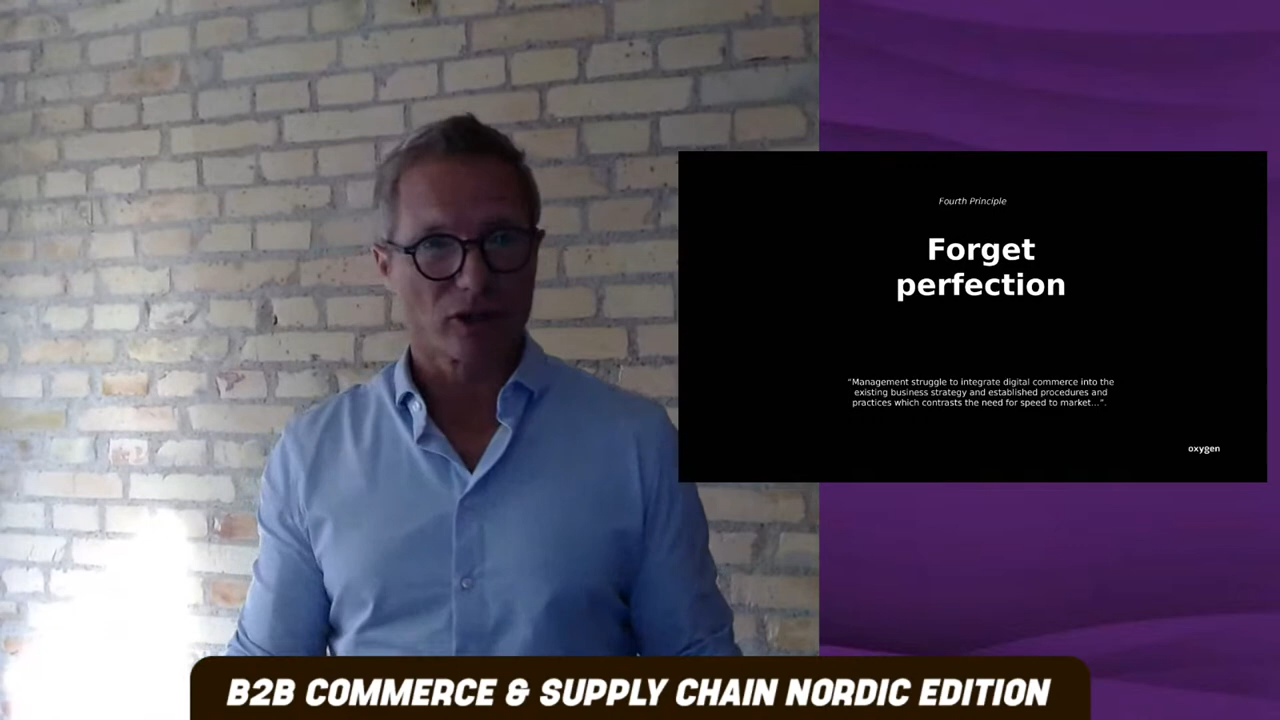 Fourth Principle
Forget
perfection
“Management struggle to integrate digital commerce into the
existing business strategy and established procedures and
practices which contrasts the need for speed to market...”.
oxygen
B2B COMMERCE & SUPPLY CHAIN NORDIC EDITION